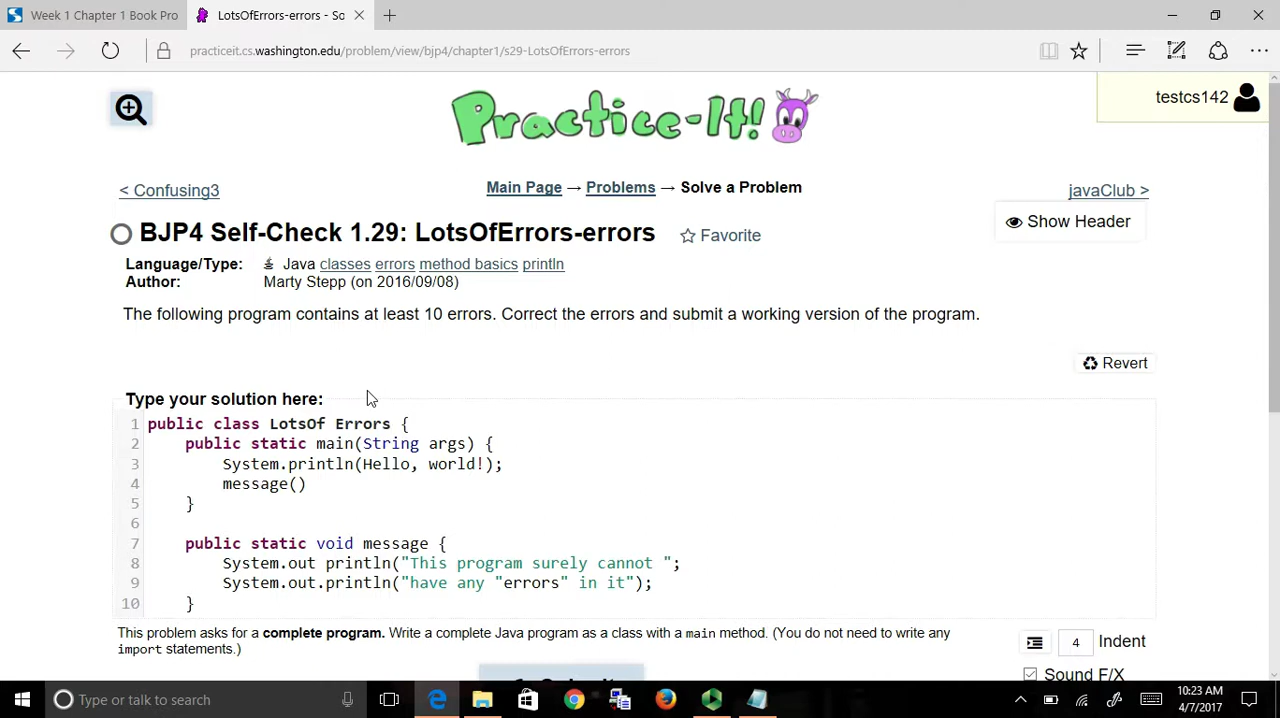 Week 1 Chapter 1 Book Pro
LotsOfErrors-errors - So
practiceit.cs.washington.edu/problem/view/bjp4/chapter1/s29-LotsOfErrors-errors
Practice-It!
testcs142
< Confusing3
Main Page → Problems → Solve a Problem
javaClub >
BJP4 Self-Check 1.29: LotsOfErrors-errors
Favorite
Show Header
Language/Type: Java classes errors method basics println
Author: Marty Stepp (on 2016/09/08)
The following program contains at least 10 errors. Correct the errors and submit a working version of the program.
Revert
Type your solution here:
1 public class LotsOf Errors {
2 public static main(String args) {
3 System.println(Hello, world!);
4 message()
5 }
6
7 public static void message {
8 System.out println("This program surely cannot ";
9 System.out.println("have any "errors" in it");
10 }
This problem asks for a complete program. Write a complete Java program as a class with a main method. (You do not need to write any
import statements.)
4 Indent
Sound F/X
Type or talk to search
10:23 AM
4/7/2017